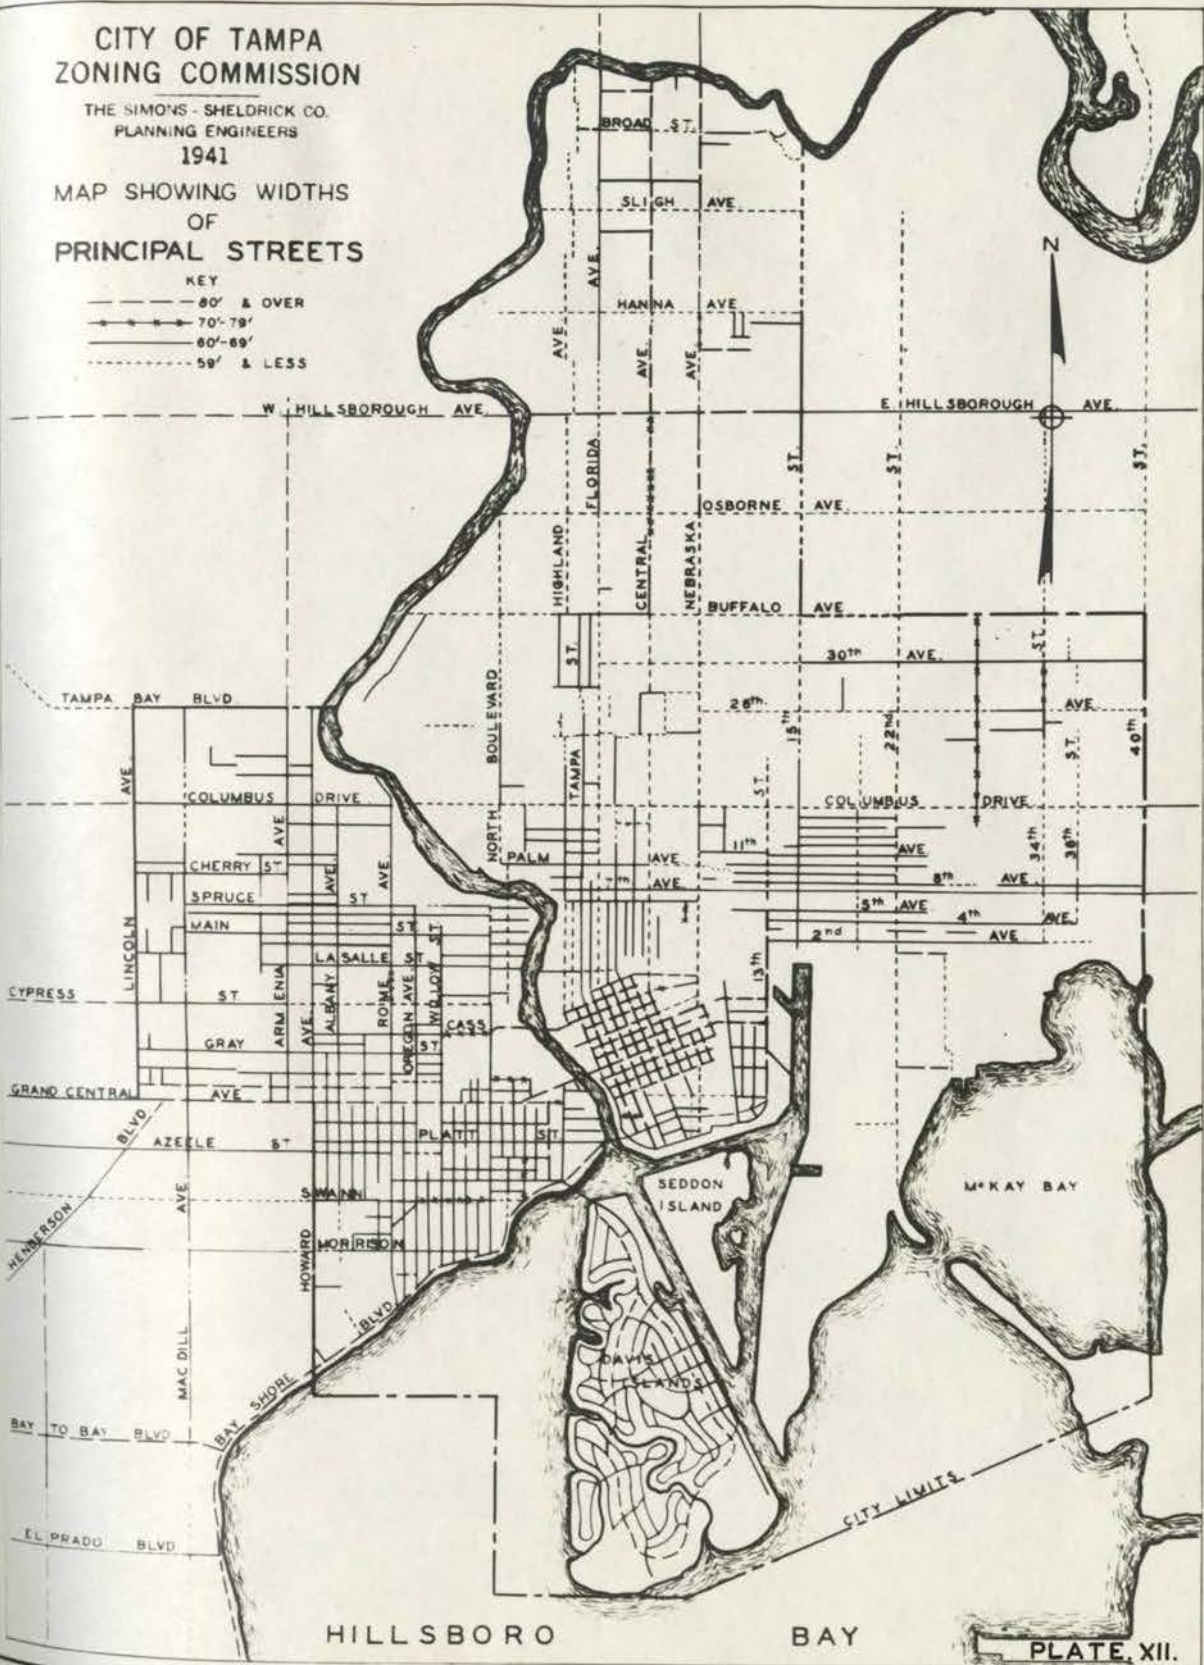 CITY OF TAMPA
ZONING COMMISSION
THE SIMONS - SHELDRICK CO.
PLANNING ENGINEERS
1941
MAP SHOWING WIDTHS
OF
PRINCIPAL STREETS
KEY
80' & OVER
70'-79'
60'-69'
59' & LESS
N
BROAD ST.
SLIGH AVE.
HANNA AVE
AVE
AVE
AVE
AVE
W. HILLSBOROUGH AVE.
E HILLSBOROUGH AVE.
FLORIDA
ST.
ST.
ST.
OSBORNE AVE.
HIGHLAND
CENTRAL
NEBRASKA
BUFFALO AVE
ST.
30th AVE.
ST.
TAMPA BAY BLVD.
NORTH BOULEVARD
TAMPA
28th AVE
15th
22nd
ST.
40th
ST.
AVE
COLUMBUS DRIVE
COLUMBUS DRIVE
AVE
AVE
AVE
34th
38th
CHERRY ST
PALM AVE
11th AVE
7th AVE
8th AVE.
SPRUCE ST
5th AVE
4th AVE.
MAIN ST
2nd AVE
LINCOLN
LA SALLE ST
ARMENIA
AVE
ALBANY
ROME
OREGON AVE.
WILLOW ST
13th
CYPRESS ST
CASS
GRAY ST
GRAND CENTRAL AVE
HENDERSON BLVD
AZEELE ST
PLATT ST.
SWANN
MORRISON
HOWARD
MAC DILL AVE
SEDDON
ISLAND
McKAY BAY
DAVIS
ISLANDS
BAY SHORE BLVD
BAY TO BAY BLVD
EL PRADO BLVD
CITY LIMITS
HILLSBORO BAY
PLATE. XII.